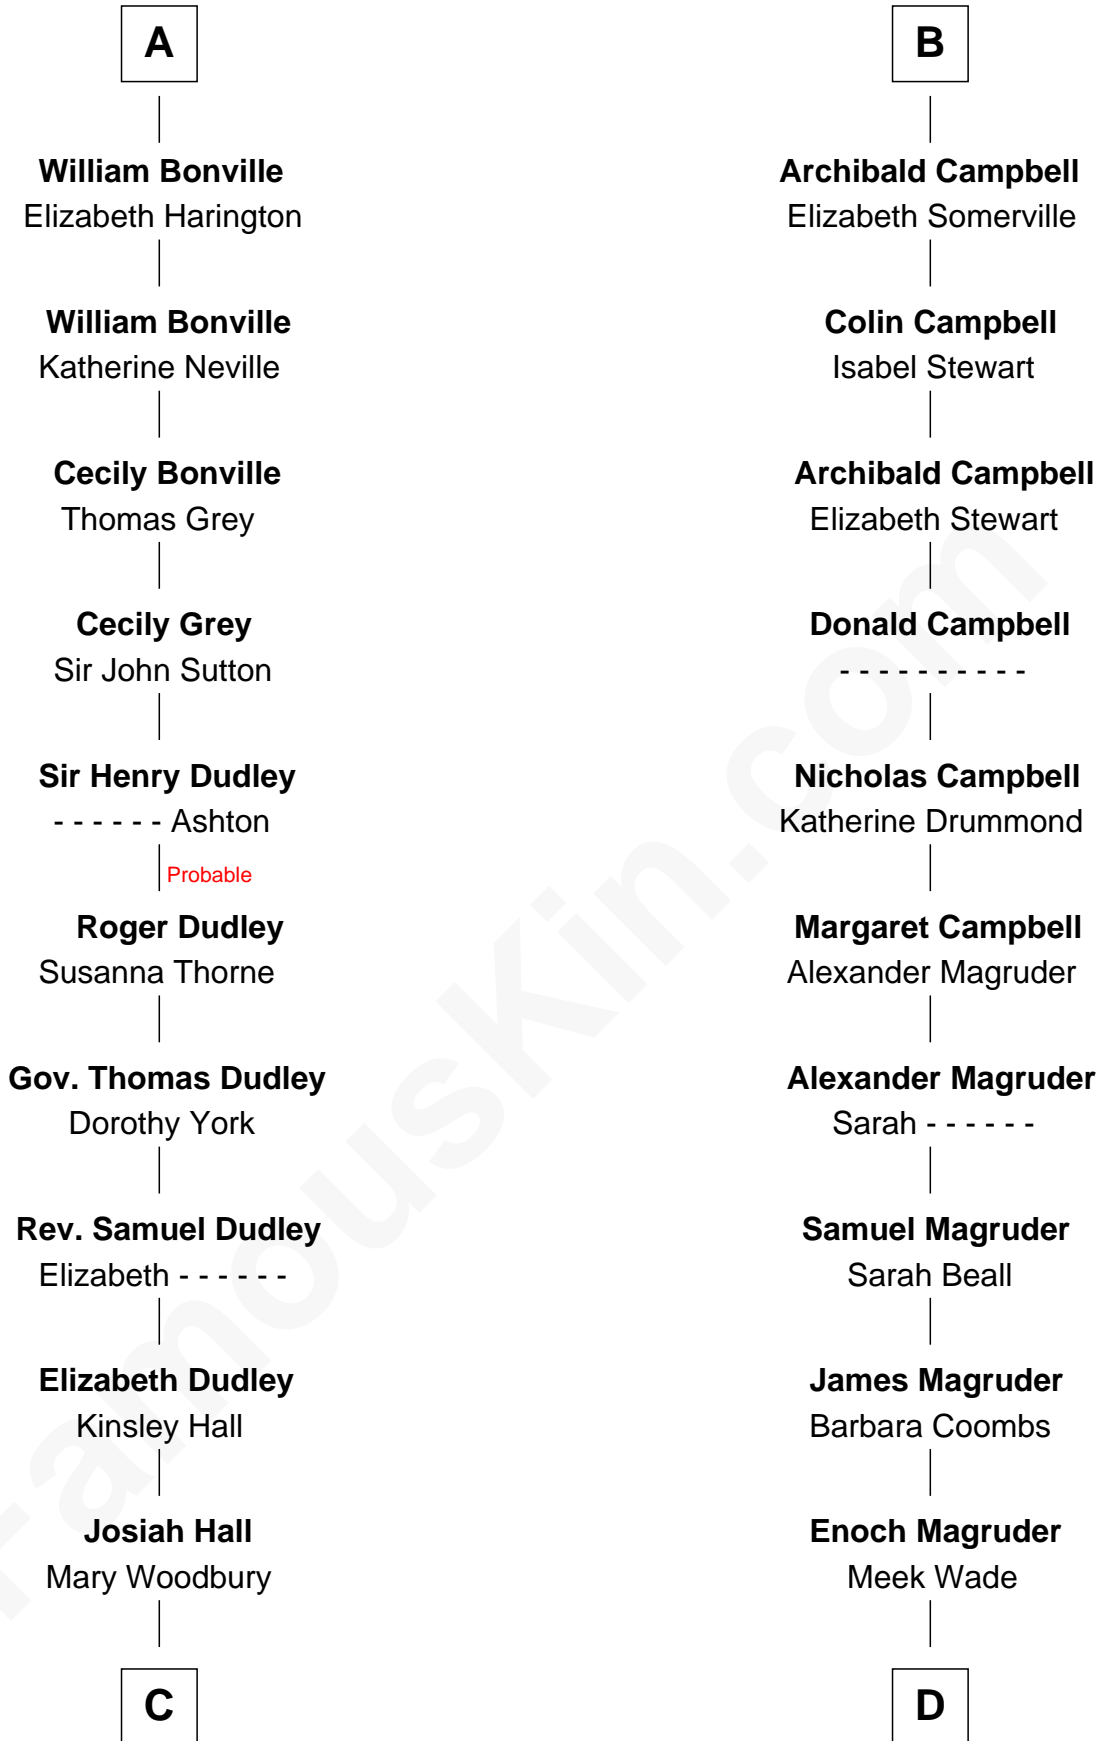 A
William Bonville
Elizabeth Harington
William Bonville
Katherine Neville
Cecily Bonville
Thomas Grey
Cecily Grey
Sir John Sutton
Sir Henry Dudley
- - - - - - Ashton
Probable
Roger Dudley
Susanna Thorne
Gov. Thomas Dudley
Dorothy York
Rev. Samuel Dudley
Elizabeth - - - - - -
Elizabeth Dudley
Kinsley Hall
Josiah Hall
Mary Woodbury
C
B
Archibald Campbell
Elizabeth Somerville
Colin Campbell
Isabel Stewart
Archibald Campbell
Elizabeth Stewart
Donald Campbell
- - - - - - - - - -
Nicholas Campbell
Katherine Drummond
Margaret Campbell
Alexander Magruder
Alexander Magruder
Sarah - - - - - -
Samuel Magruder
Sarah Beall
James Magruder
Barbara Coombs
Enoch Magruder
Meek Wade
D
FamousKin.com